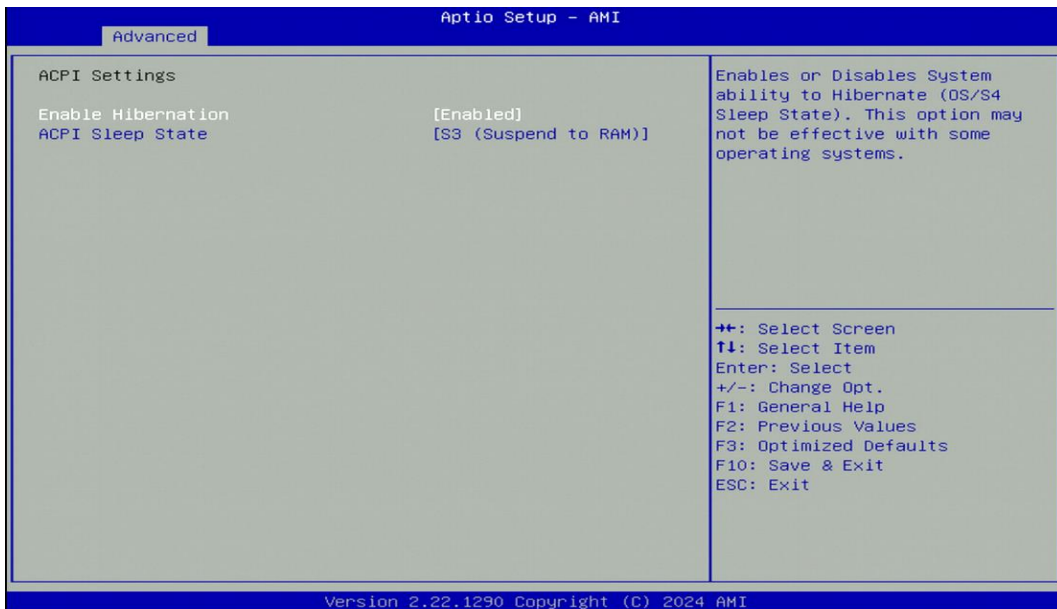 Aptio Setup - AMI
Advanced
ACPI Settings
Enable Hibernation [Enabled]
ACPI Sleep State [S3 (Suspend to RAM)]
Enables or Disables System
ability to Hibernate (OS/S4
Sleep State). This option may
not be effective with some
operating systems.
→←: Select Screen
↑↓: Select Item
Enter: Select
+/-: Change Opt.
F1: General Help
F2: Previous Values
F3: Optimized Defaults
F10: Save & Exit
ESC: Exit
Version 2.22.1290 Copyright (C) 2024 AMI